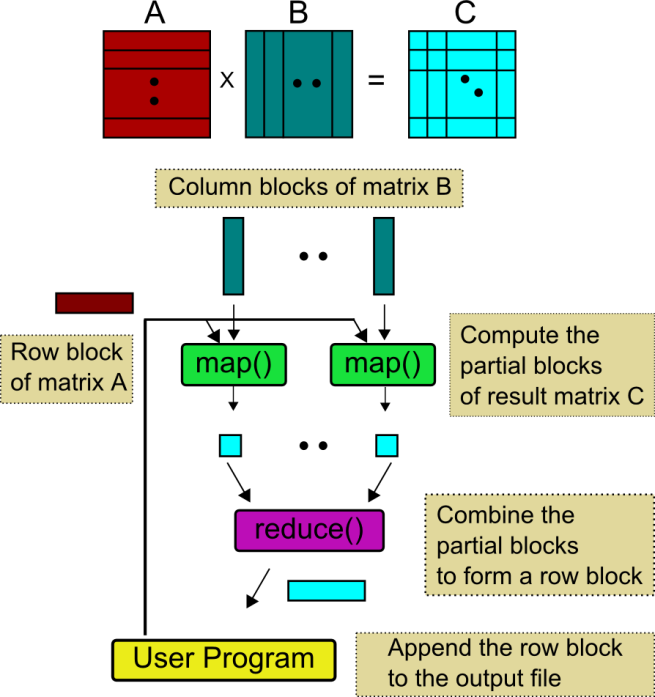 A
B
C
x
=
Column blocks of matrix B
Row block
of matrix A
map()
map()
Compute the
partial blocks
of result matrix C
reduce()
Combine the
partial blocks
to form a row block
User Program
Append the row block
to the output file